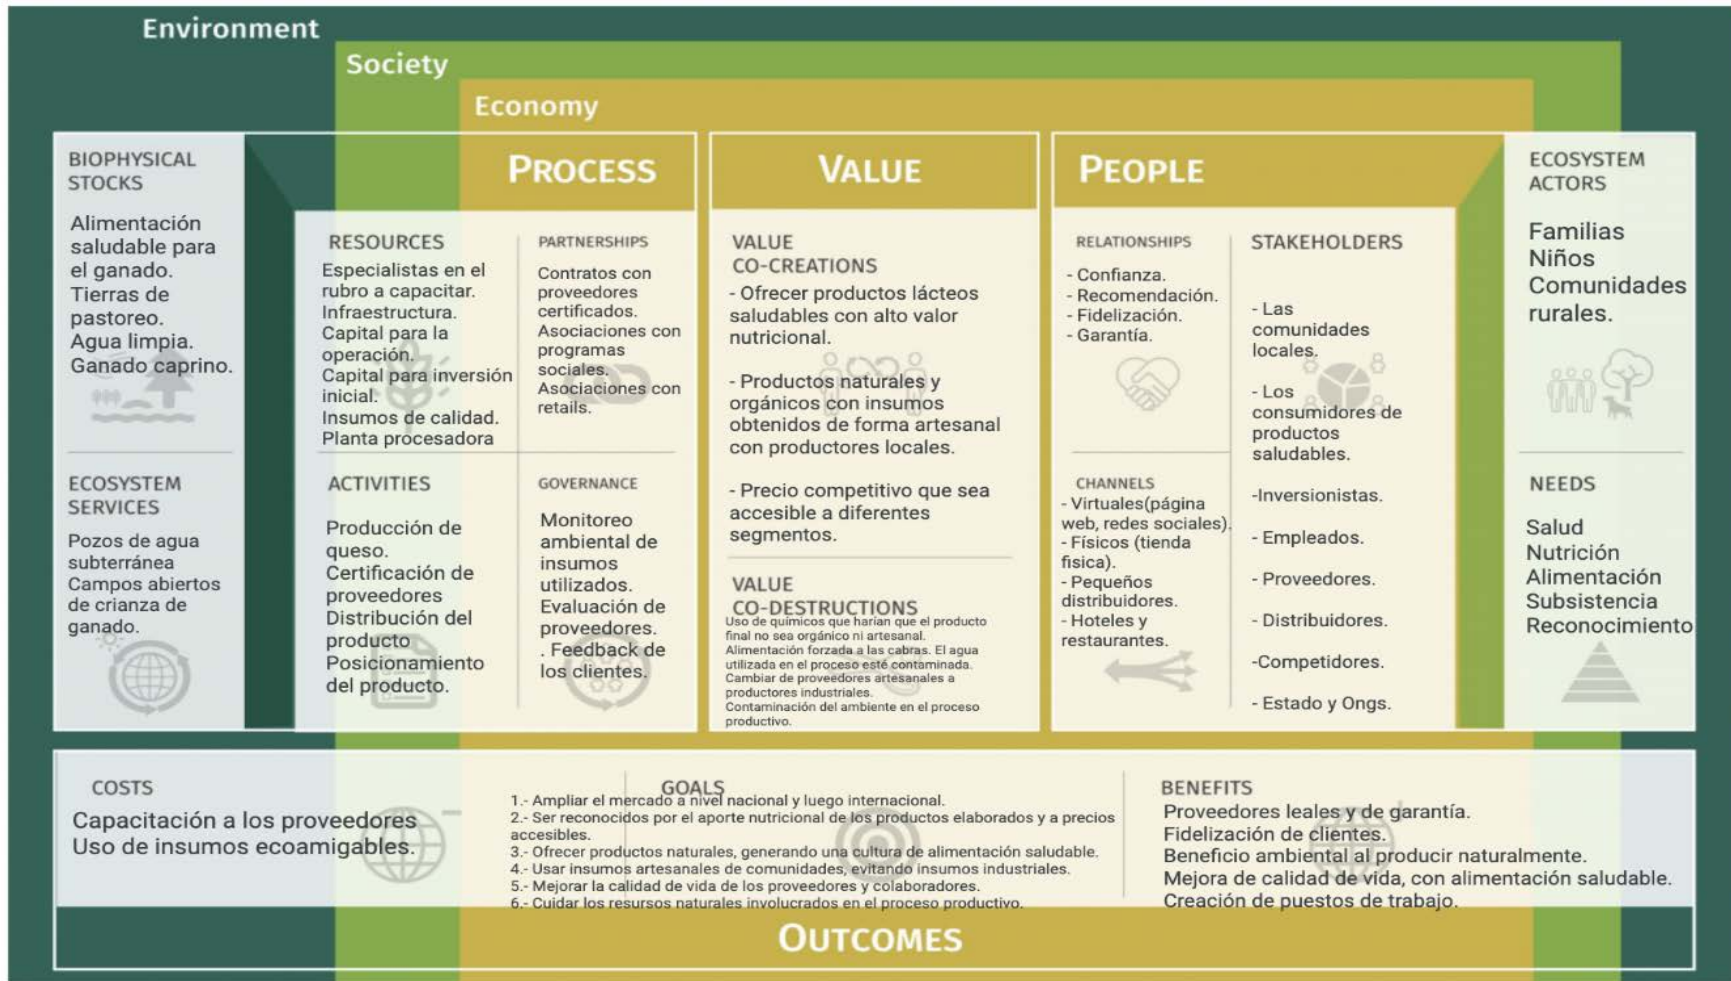 Environment
Society
Economy
BIOPHYSICAL
STOCKS
Alimentación
saludable para
el ganado.
Tierras de
pastoreo.
Agua limpia.
Ganado caprino.
ECOSYSTEM
SERVICES
Pozos de agua
subterránea
Campos abiertos
de crianza de
ganado.
PROCESS
RESOURCES
Especialistas en el
rubro a capacitar.
Infraestructura.
Capital para la
operación.
Capital para inversión
inicial.
Insumos de calidad.
Planta procesadora
PARTNERSHIPS
Contratos con
proveedores
certificados.
Asociaciones con
programas
sociales.
Asociaciones con
retails.
ACTIVITIES
Producción de
queso.
Certificación de
proveedores
Distribución del
producto
Posicionamiento
del producto.
GOVERNANCE
Monitoreo
ambiental de
insumos
utilizados.
Evaluación de
proveedores.
. Feedback de
los clientes.
VALUE
VALUE
CO-CREATIONS
- Ofrecer productos lácteos
saludables con alto valor
nutricional.
- Productos naturales y
orgánicos con insumos
obtenidos de forma artesanal
con productores locales.
- Precio competitivo que sea
accesible a diferentes
segmentos.
VALUE
CO-DESTRUCTIONS
Uso de químicos que harían que el producto
final no sea orgánico ni artesanal.
Alimentación forzada a las cabras. El agua
utilizada en el proceso esté contaminada.
Cambiar de proveedores artesanales a
productores industriales.
Contaminación del ambiente en el proceso
productivo.
PEOPLE
RELATIONSHIPS
- Confianza.
- Recomendación.
- Fidelización.
- Garantía.
CHANNELS
- Virtuales(página
web, redes sociales).
- Físicos (tienda
fisica).
- Pequeños
distribuidores.
- Hoteles y
restaurantes.
STAKEHOLDERS
- Las
comunidades
locales.
- Los
consumidores de
productos
saludables.
-Inversionistas.
- Empleados.
- Proveedores.
- Distribuidores.
-Competidores.
- Estado y Ongs.
ECOSYSTEM
ACTORS
Familias
Niños
Comunidades
rurales.
NEEDS
Salud
Nutrición
Alimentación
Subsistencia
Reconocimiento
COSTS
Capacitación a los proveedores
Uso de insumos ecoamigables.
GOALS
1.- Ampliar el mercado a nivel nacional y luego internacional.
2.- Ser reconocidos por el aporte nutricional de los productos elaborados y a precios
accesibles.
3.- Ofrecer productos naturales, generando una cultura de alimentación saludable.
4.- Usar insumos artesanales de comunidades, evitando insumos industriales.
5.- Mejorar la calidad de vida de los proveedores y colaboradores.
6.- Cuidar los resursos naturales involucrados en el proceso productivo.
BENEFITS
Proveedores leales y de garantía.
Fidelización de clientes.
Beneficio ambiental al producir naturalmente.
Mejora de calidad de vida, con alimentación saludable.
Creación de puestos de trabajo.
OUTCOMES